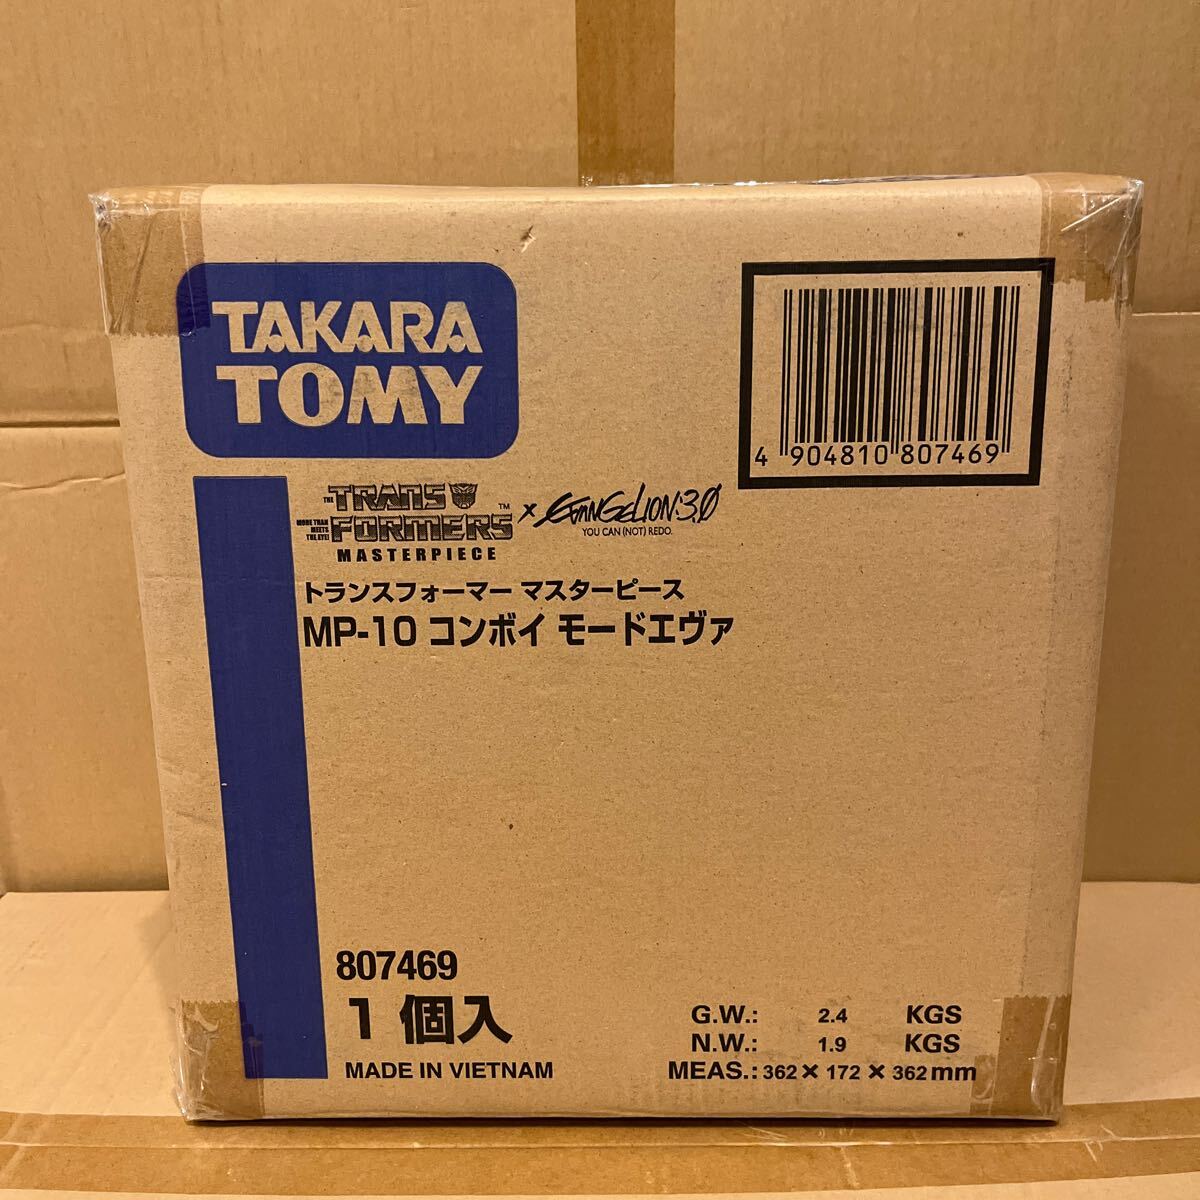 TAKARA
TOMY
4 904810 807469
THE TRANSFORMERS™
MORE THAN MEETS THE EYE!
MASTERPIECE
×
EVANGELION:3.0
YOU CAN (NOT) REDO.
トランスフォーマー マスターピース
MP-10 コンボイ モードエヴァ
807469
1個入
MADE IN VIETNAM
G.W.: 2.4 KGS
N.W.: 1.9 KGS
MEAS.: 362 × 172 × 362 mm